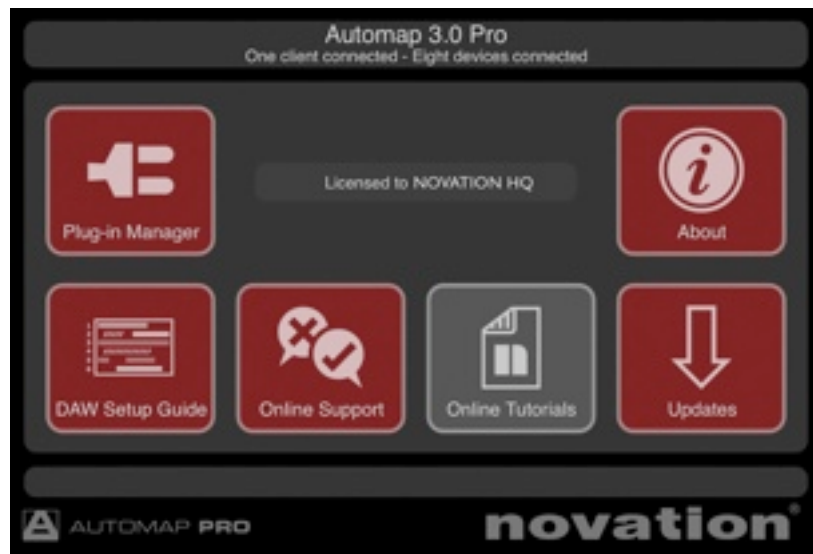 Automap 3.0 Pro
One client connected - Eight devices connected
Plug-in Manager
Licensed to NOVATION HQ
About
DAW Setup Guide
Online Support
Online Tutorials
Updates
A AUTOMAP PRO
novation®